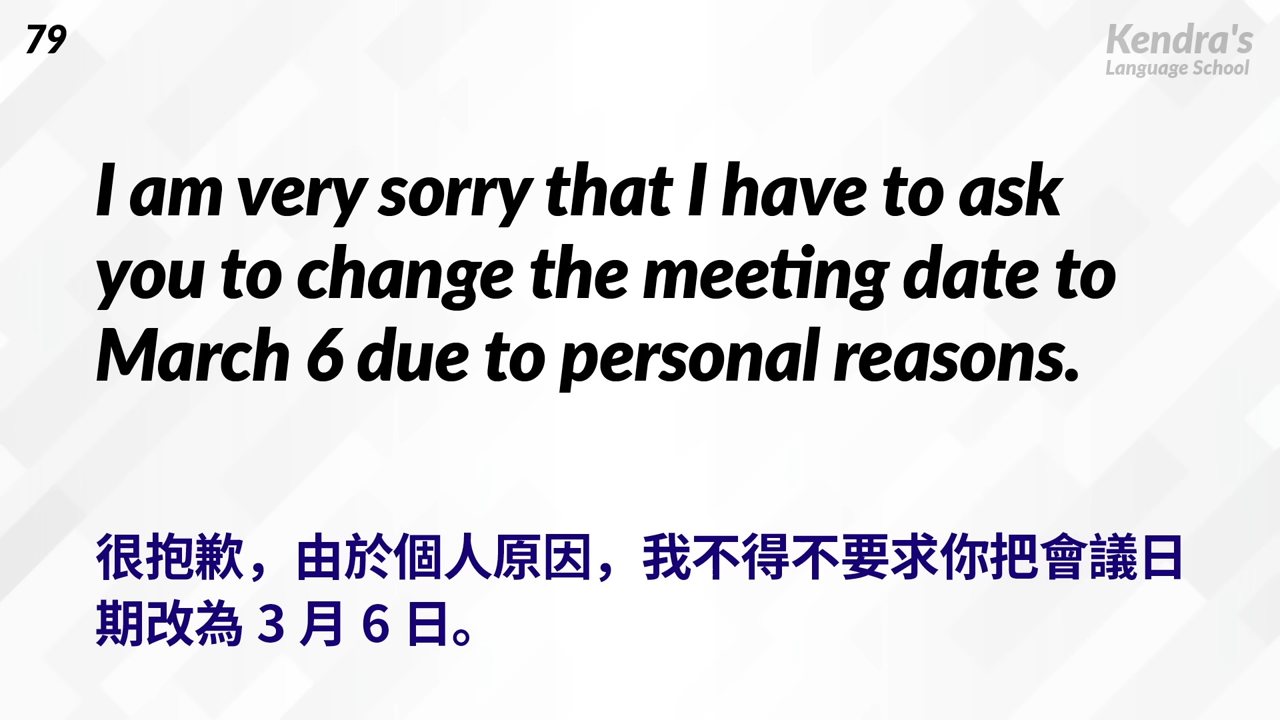 79
Kendra's
Language School
I am very sorry that I have to ask
you to change the meeting date to
March 6 due to personal reasons.
很抱歉，由於個人原因，我不得不要求你把會議日
期改為 3 月 6 日。